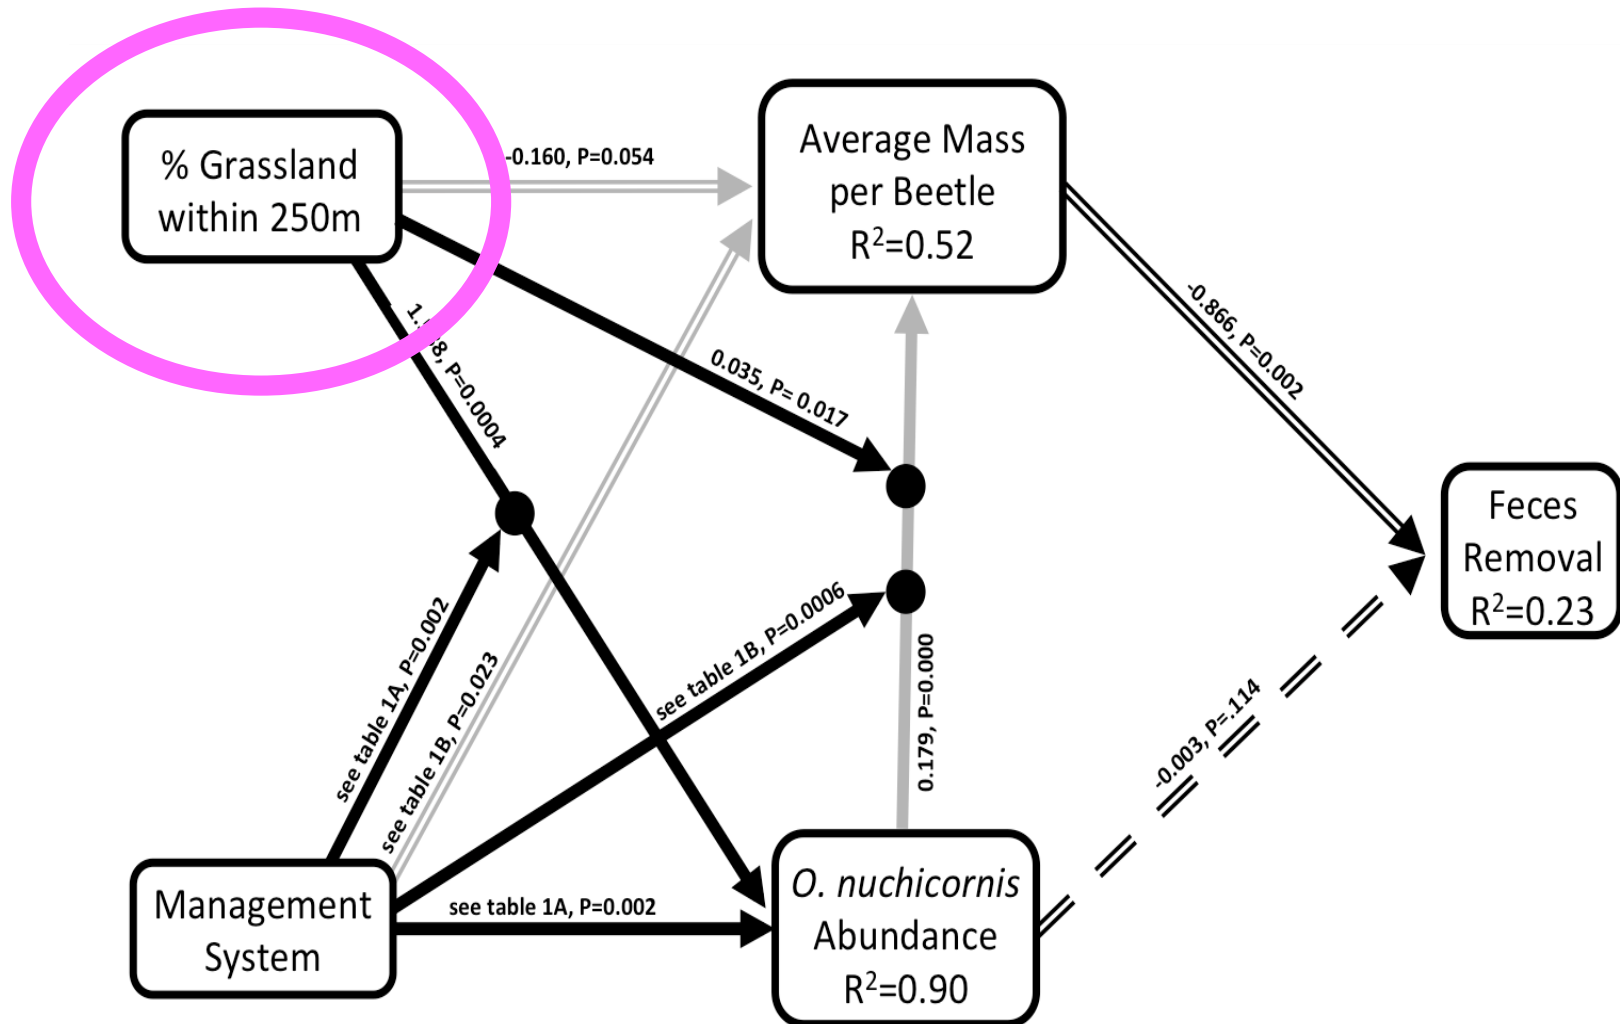 % Grassland
within 250m
-0.160, P=0.054
Average Mass
per Beetle
R²=0.52
-0.866, P=0.002
P=0.0004
0.035, P= 0.017
Feces
Removal
R²=0.23
see table 1A, P=0.002
see table 1B, P=0.023
see table 1B, P=0.0006
0.179, P=0.000
-0.003, P=.114
Management
System
see table 1A, P=0.002
O. nuchicornis
Abundance
R²=0.90